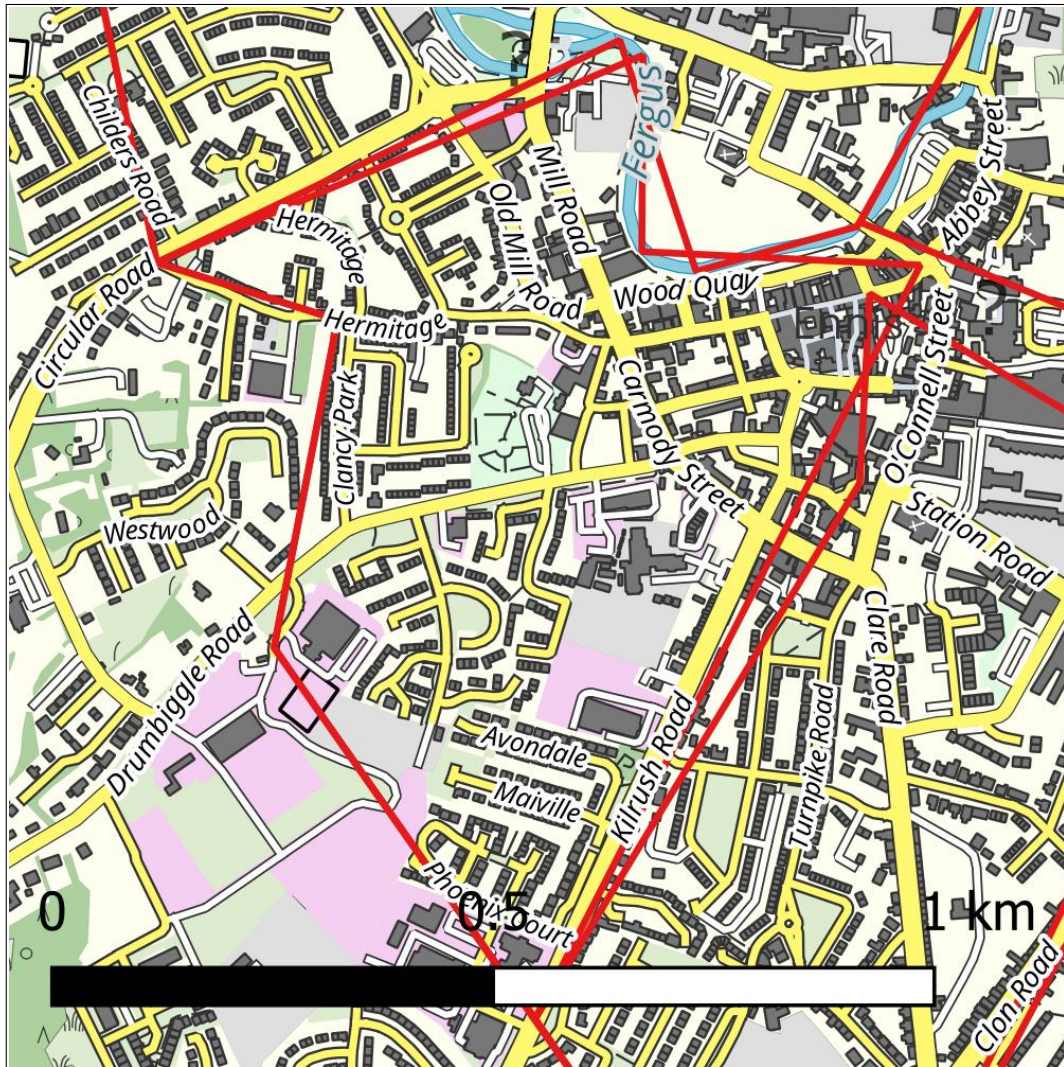 Fergus
Childers Road
Abbey Street
Mill Road
Old Mill Road
Hermitage
Circular Road
Wood Quay
Hermitage
Ennis
O'Connell Street
Carmody Street
Clancy Park
Westwood
Station Road
Clare Road
Drumbiggle Road
Kilrush Road
Turnpike Road
Avondale
Maiville
Phoenix Court
0
0.5
1 km
Clon Road